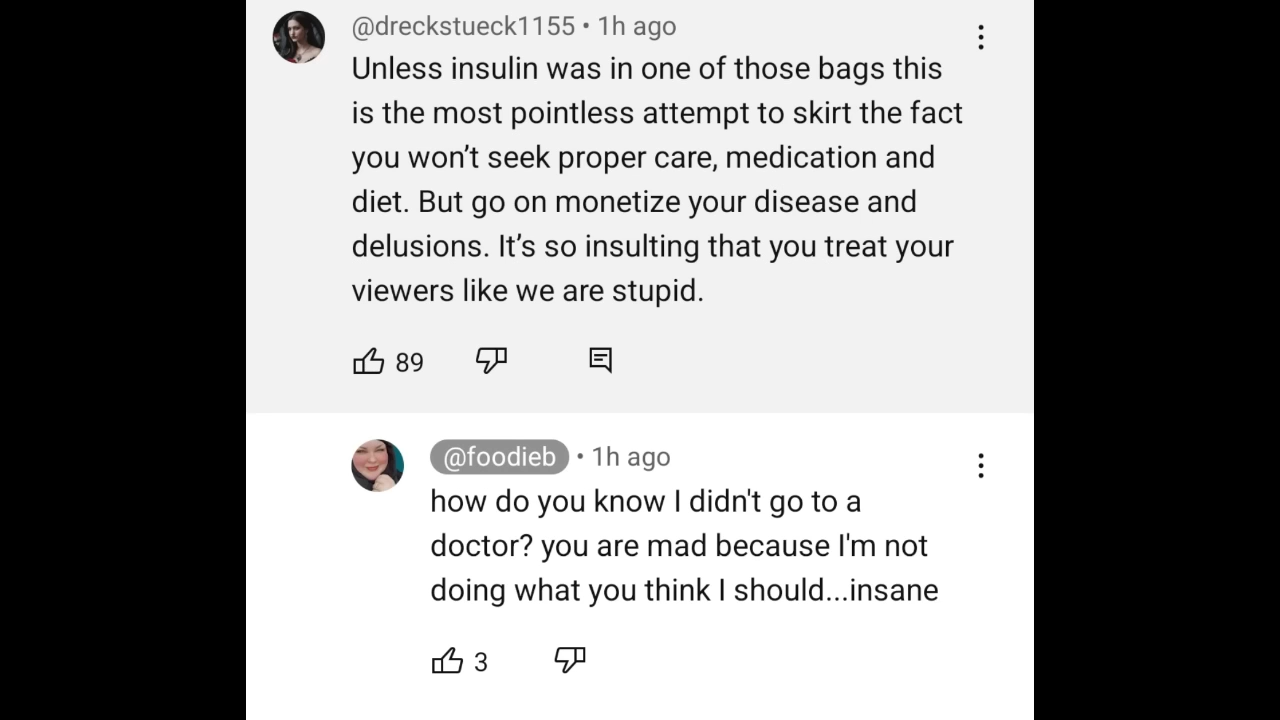 @dreckstueck1155 • 1h ago
Unless insulin was in one of those bags this
is the most pointless attempt to skirt the fact
you won’t seek proper care, medication and
diet. But go on monetize your disease and
delusions. It’s so insulting that you treat your
viewers like we are stupid.
89
@foodieb • 1h ago
how do you know I didn't go to a
doctor? you are mad because I'm not
doing what you think I should...insane
3